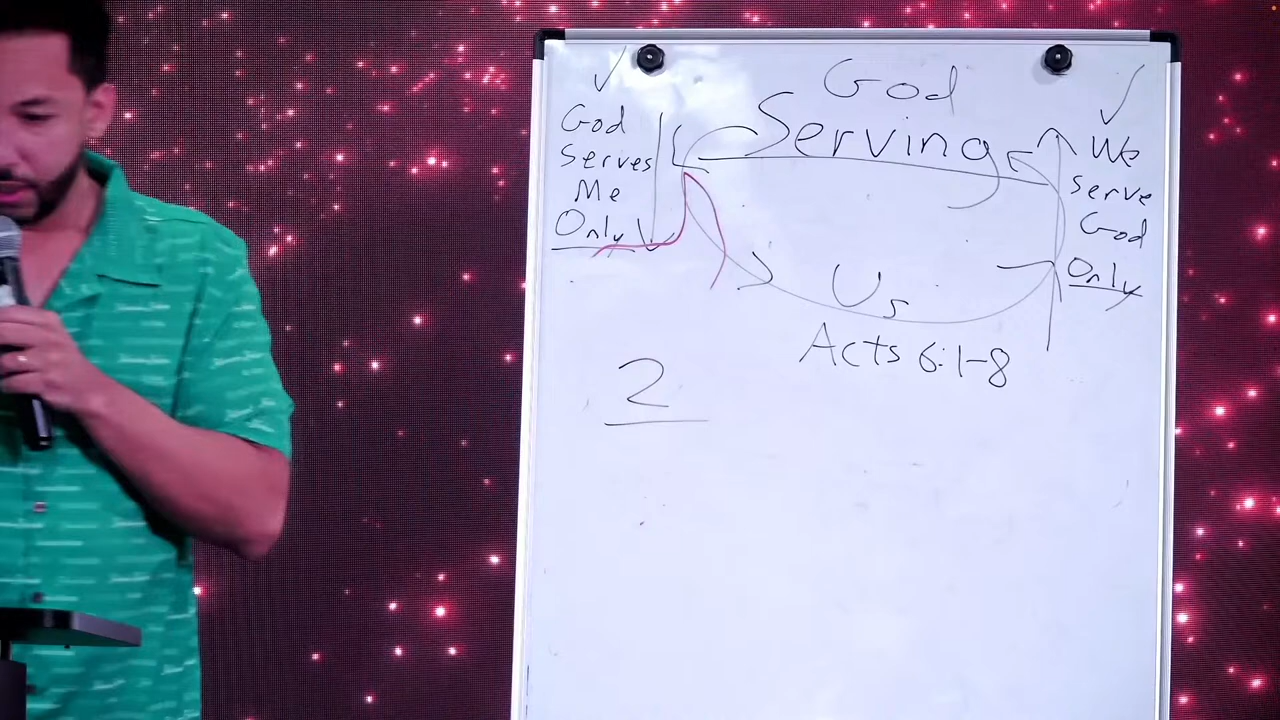 God
Serving
God
Serves
Me
Only
We
serve
God
Only
Us
Acts 6:1-8
2